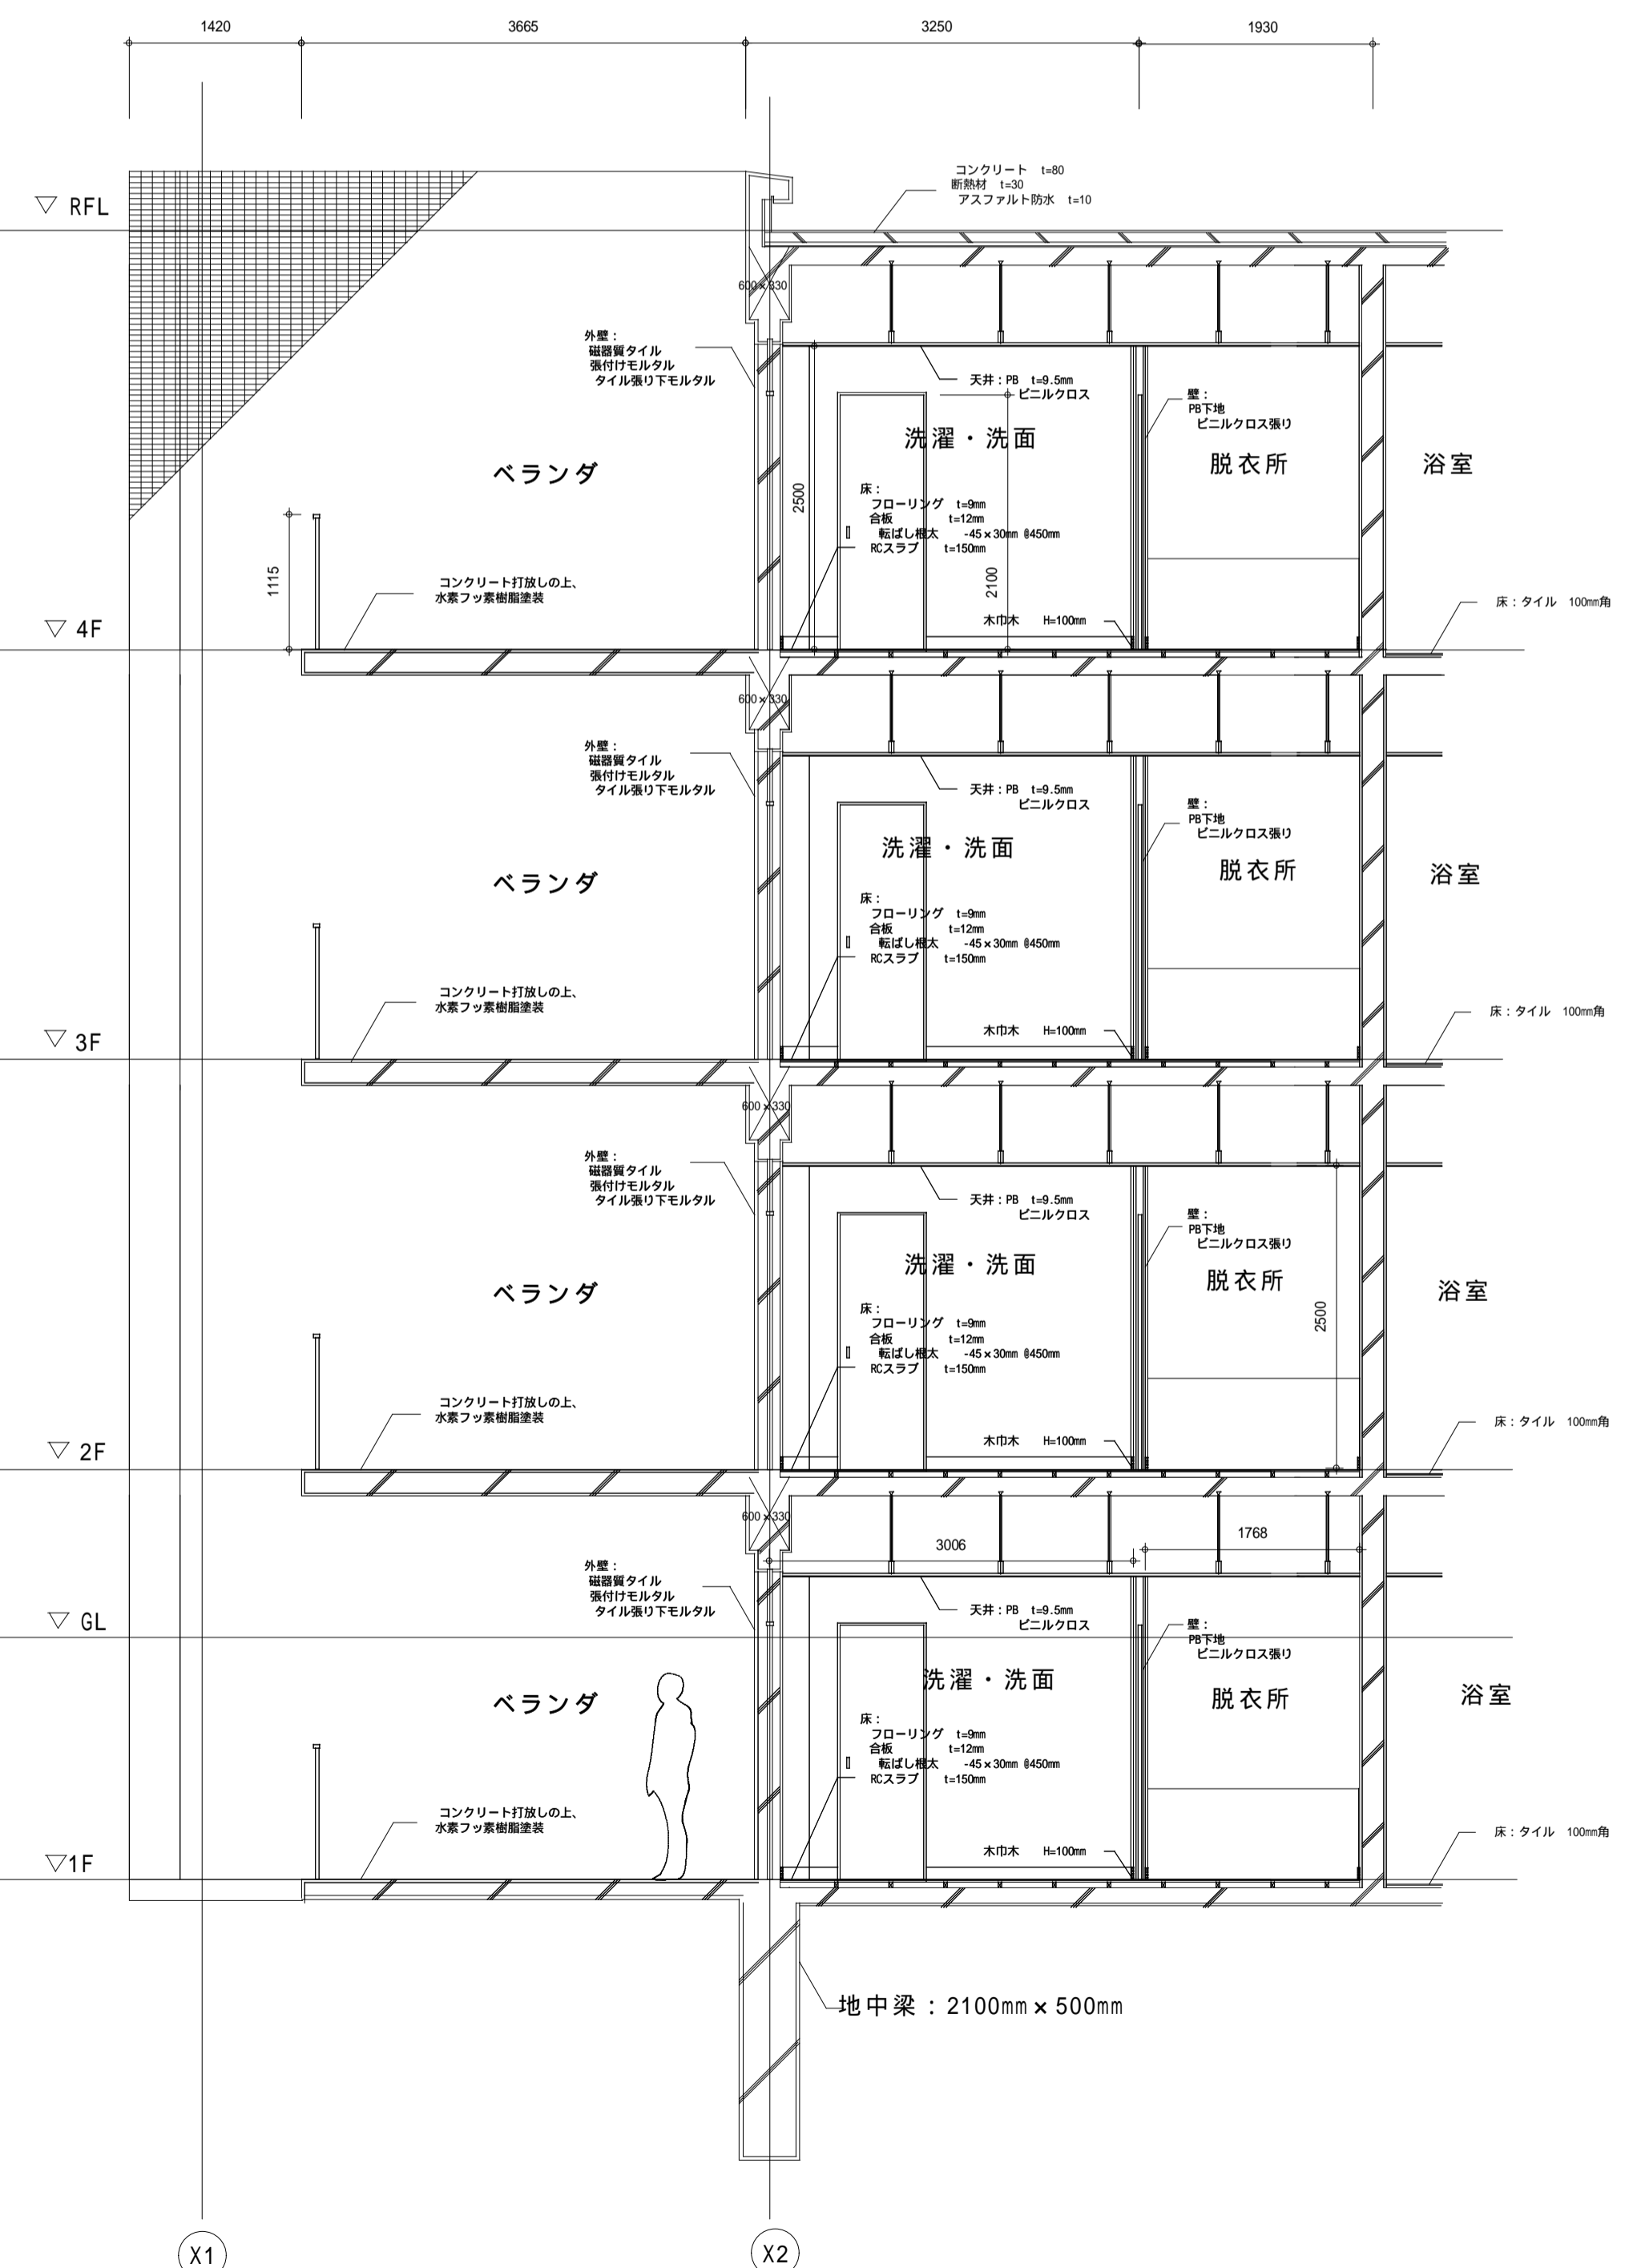 1420 3665 3250 1930
コンクリート t=80
断熱材 t=30
アスファルト防水 t=10
▽ RFL
600×330
外壁：
磁器質タイル
張付けモルタル
タイル張り下モルタル
天井：PB t=9.5mm
ビニルクロス
壁：
PB下地
ビニルクロス張り
洗濯・洗面
脱衣所
浴室
ベランダ
2500
床：
フローリング t=9mm
合板 t=12mm
転ばし根太 -45×30mm @450mm
RCスラブ t=150mm
1115
2100
コンクリート打放しの上、
水素フッ素樹脂塗装
木巾木 H=100mm
床：タイル 100mm角
▽ 4F
600×330
外壁：
磁器質タイル
張付けモルタル
タイル張り下モルタル
天井：PB t=9.5mm
ビニルクロス
壁：
PB下地
ビニルクロス張り
洗濯・洗面
脱衣所
浴室
ベランダ
床：
フローリング t=9mm
合板 t=12mm
転ばし根太 -45×30mm @450mm
RCスラブ t=150mm
コンクリート打放しの上、
水素フッ素樹脂塗装
木巾木 H=100mm
床：タイル 100mm角
▽ 3F
600×330
外壁：
磁器質タイル
張付けモルタル
タイル張り下モルタル
天井：PB t=9.5mm
ビニルクロス
壁：
PB下地
ビニルクロス張り
洗濯・洗面
脱衣所
浴室
ベランダ
2500
床：
フローリング t=9mm
合板 t=12mm
転ばし根太 -45×30mm @450mm
RCスラブ t=150mm
コンクリート打放しの上、
水素フッ素樹脂塗装
木巾木 H=100mm
床：タイル 100mm角
▽ 2F
600×330
3006
1768
外壁：
磁器質タイル
張付けモルタル
タイル張り下モルタル
天井：PB t=9.5mm
ビニルクロス
▽ GL
壁：
PB下地
ビニルクロス張り
洗濯・洗面
脱衣所
浴室
ベランダ
床：
フローリング t=9mm
合板 t=12mm
転ばし根太 -45×30mm @450mm
RCスラブ t=150mm
コンクリート打放しの上、
水素フッ素樹脂塗装
木巾木 H=100mm
床：タイル 100mm角
▽1F
地中梁：2100mm×500mm
X1
X2